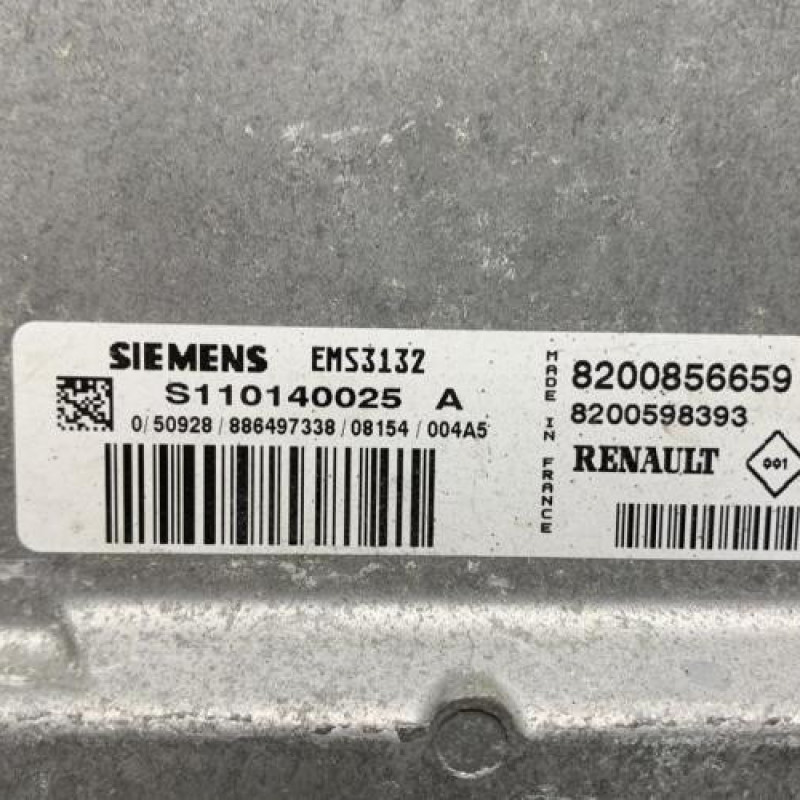 SIEMENS EMS3132
S110140025 A
0/50928/886497338/08154/004A5
MADE IN FRANCE
8200856659
8200598393
RENAULT 001